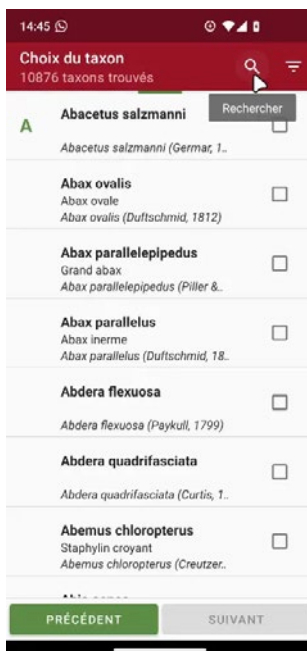 14:45
Choix du taxon
10876 taxons trouvés
Rechercher
A
Abacetus salzmanni
Abacetus salzmanni (Germar, 1..
Abax ovalis
Abax ovale
Abax ovalis (Duftschmid, 1812)
Abax parallelepipedus
Grand abax
Abax parallelepipedus (Piller &..
Abax parallelus
Abax inerme
Abax parallelus (Duftschmid, 18..
Abdera flexuosa
Abdera flexuosa (Paykull, 1799)
Abdera quadrifasciata
Abdera quadrifasciata (Curtis, 1..
Abemus chloropterus
Staphylin croyant
Abemus chloropterus (Creutzer..
PRÉCÉDENT
SUIVANT